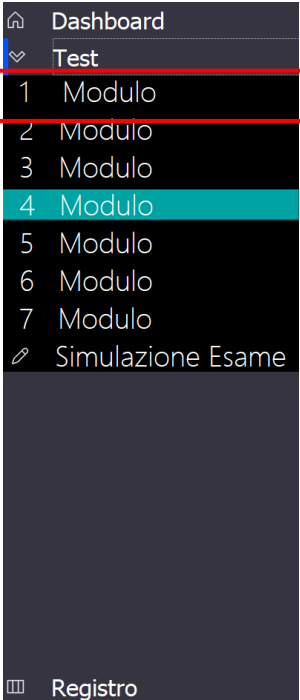 Dashboard
Test
1 Modulo
2 Modulo
3 Modulo
4 Modulo
5 Modulo
6 Modulo
7 Modulo
Simulazione Esame
Registro